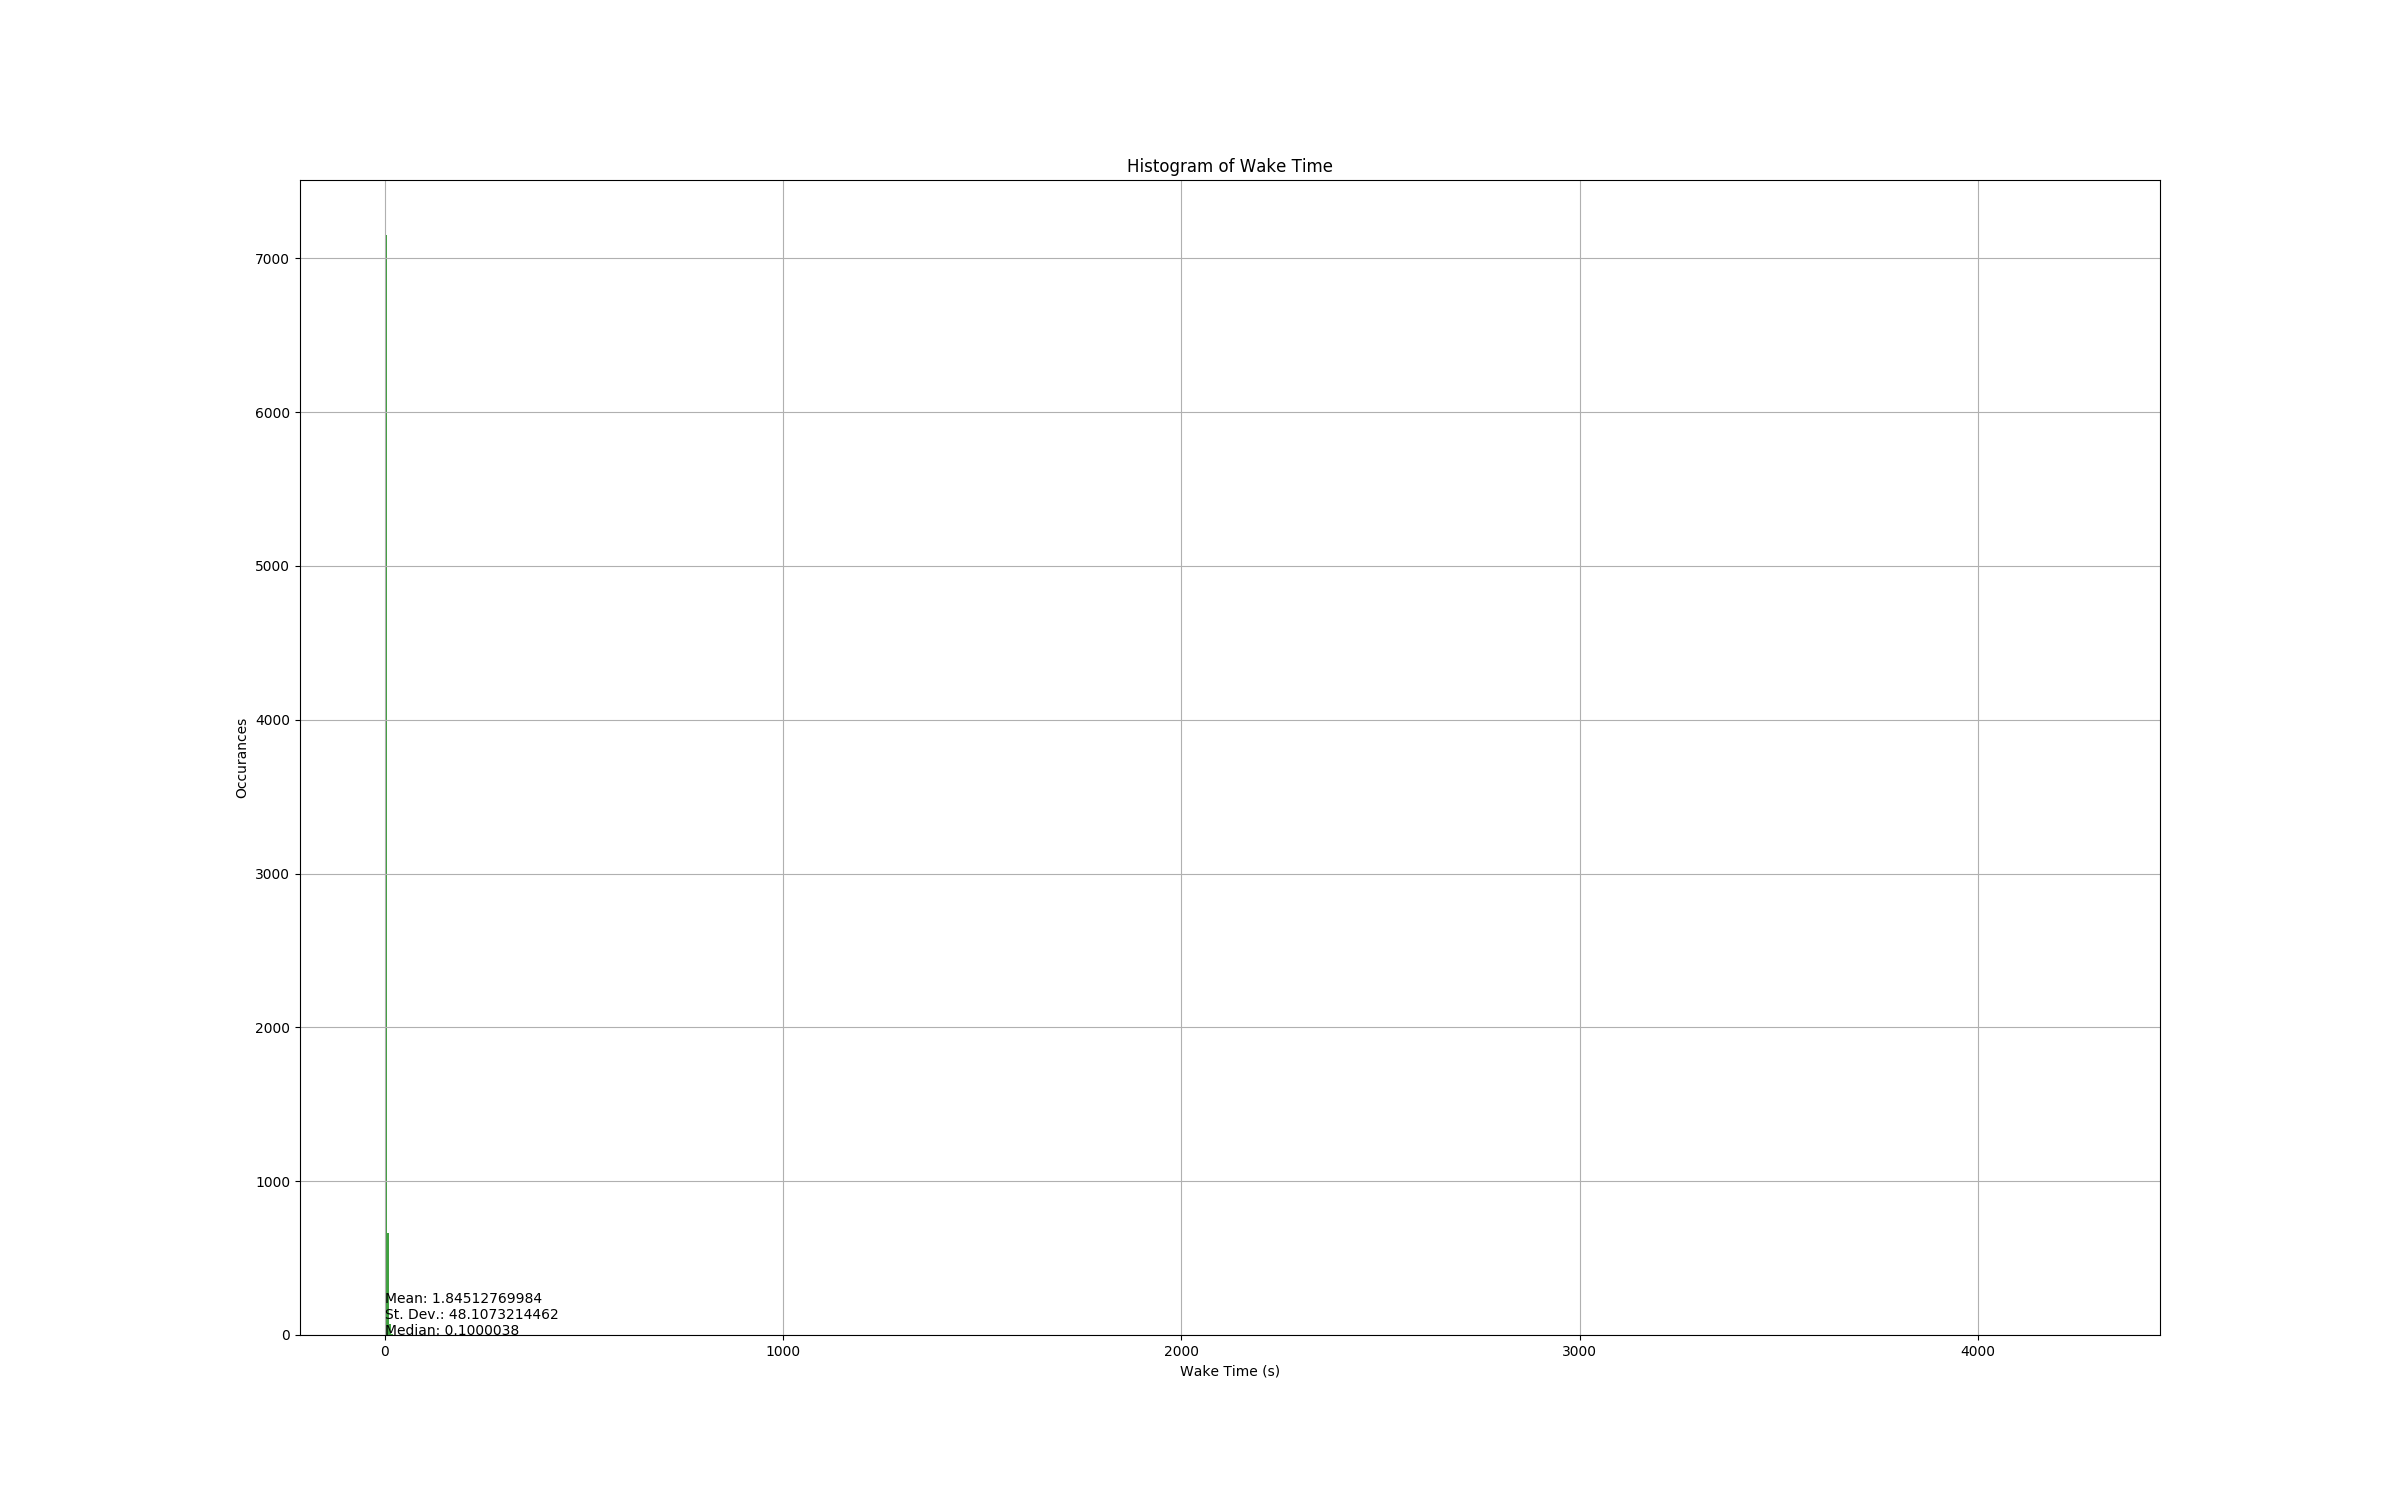 Histogram of Wake Time
7000
6000
5000
4000
3000
2000
1000
0
Occurances
Mean: 1.84512769984
St. Dev.: 48.1073214462
Median: 0.1000038
0 1000 2000 3000 4000
Wake Time (s)